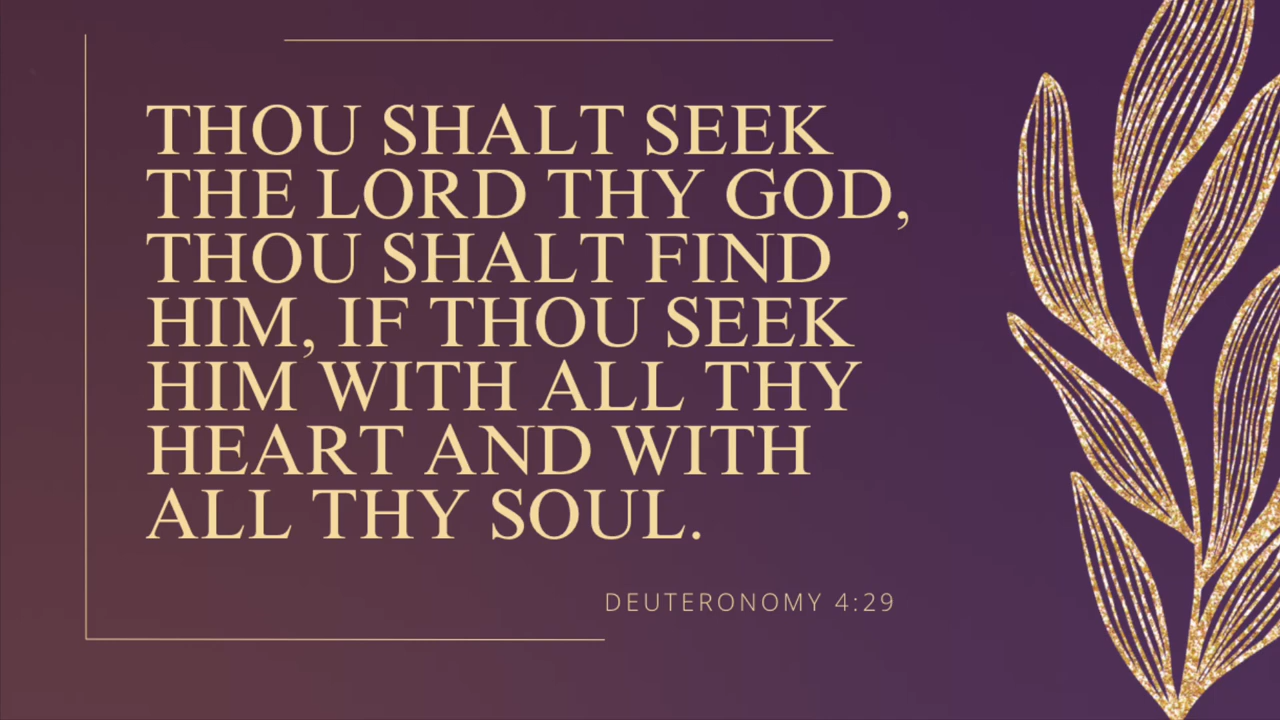 THOU SHALT SEEK
THE LORD THY GOD,
THOU SHALT FIND
HIM, IF THOU SEEK
HIM WITH ALL THY
HEART AND WITH
ALL THY SOUL.
DEUTERONOMY 4:29